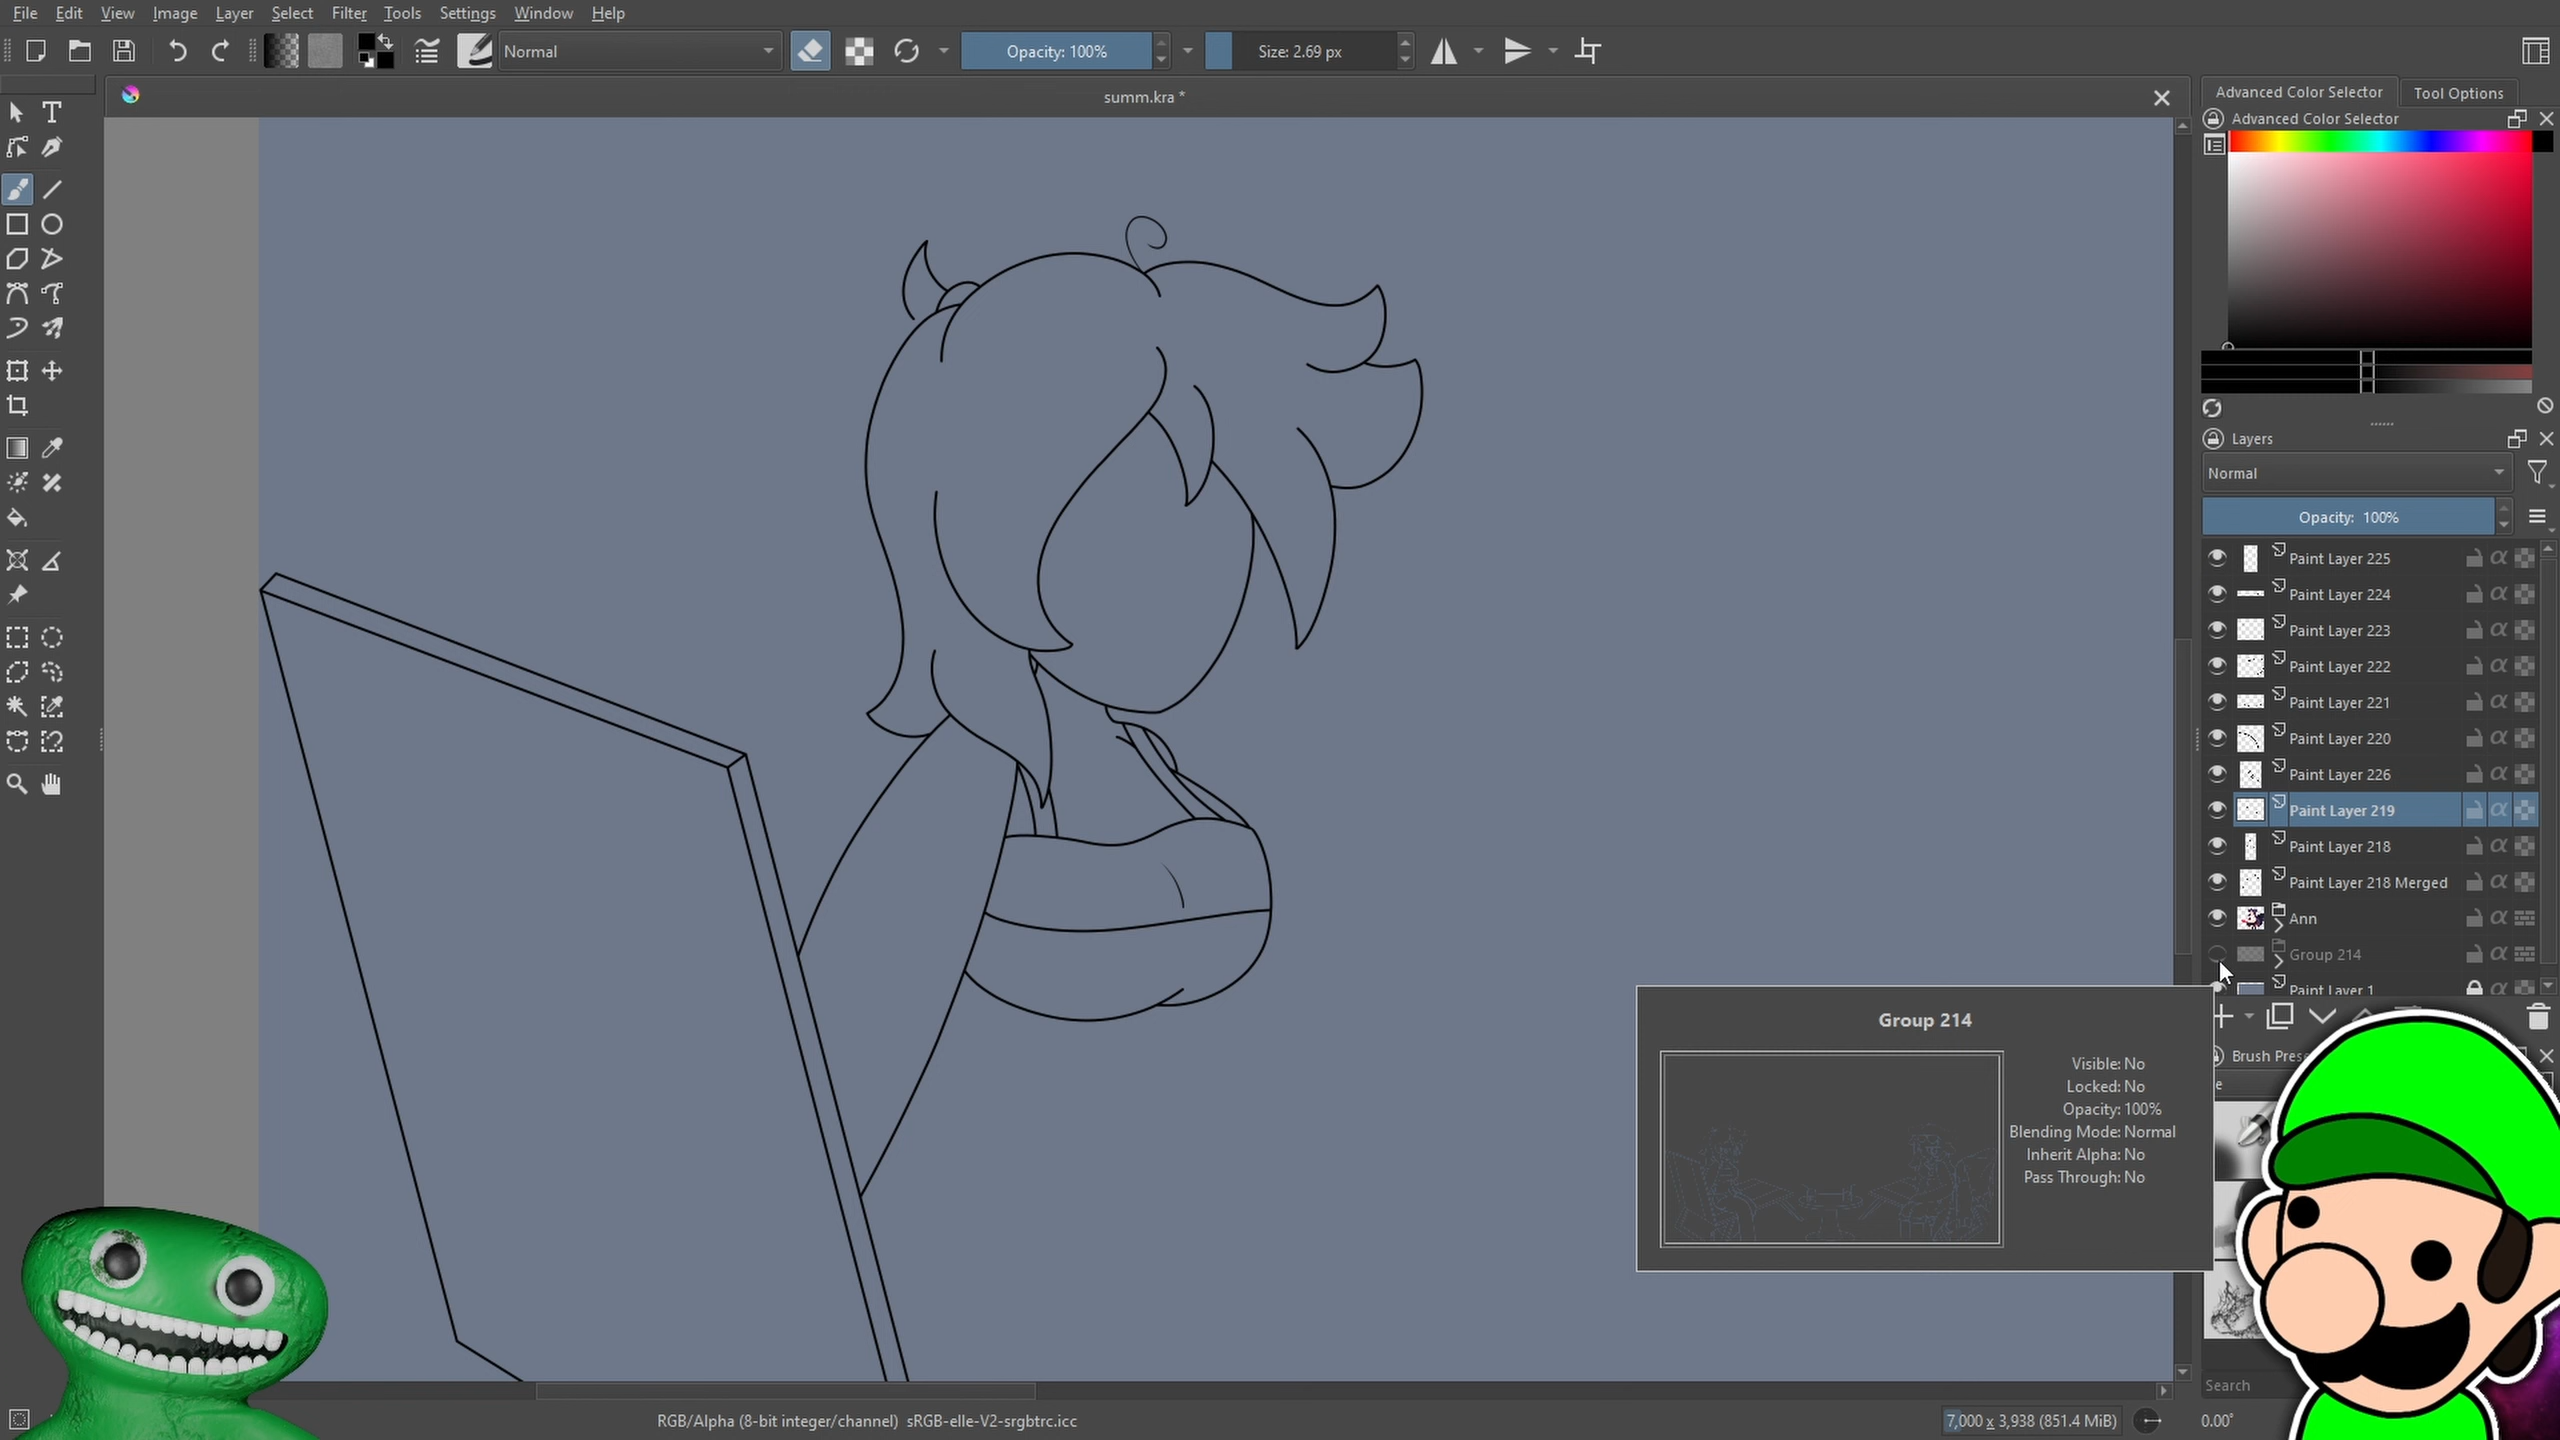 File Edit View Image Layer Select Filter Tools Settings Window Help
Normal
Opacity: 100%
Size: 2.69 px
summ.kra *
Advanced Color Selector
Tool Options
Advanced Color Selector
Layers
Normal
Opacity: 100%
Paint Layer 225
Paint Layer 224
Paint Layer 223
Paint Layer 222
Paint Layer 221
Paint Layer 220
Paint Layer 226
Paint Layer 219
Paint Layer 218
Paint Layer 218 Merged
Ann
Group 214
Paint Layer 1
Group 214
Visible: No
Locked: No
Opacity: 100%
Blending Mode: Normal
Inherit Alpha: No
Pass Through: No
Brush Pres
Search
RGB/Alpha (8-bit integer/channel) sRGB-elle-V2-srgbtrc.icc
7,000 x 3,938 (851.4 MiB)
0.00°